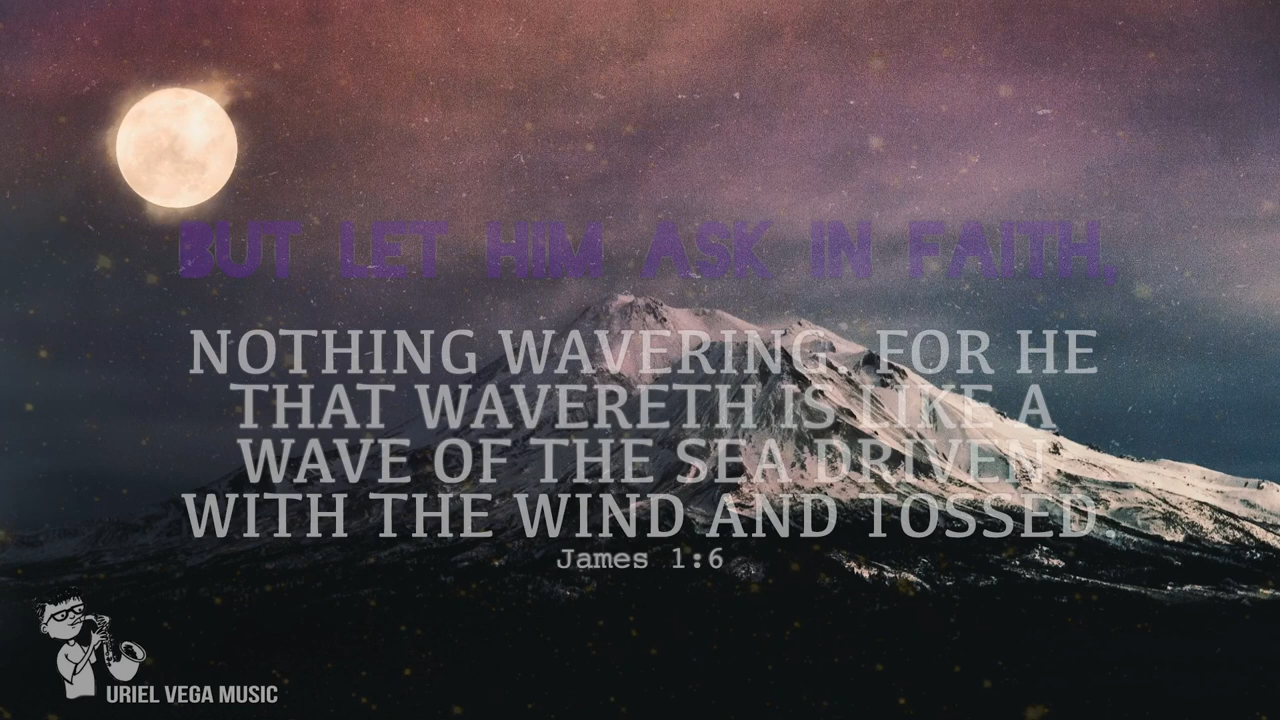 BUT LET HIM ASK IN FAITH,
NOTHING WAVERING. FOR HE
THAT WAVERETH IS LIKE A
WAVE OF THE SEA DRIVEN
WITH THE WIND AND TOSSED.
James 1:6
URIEL VEGA MUSIC